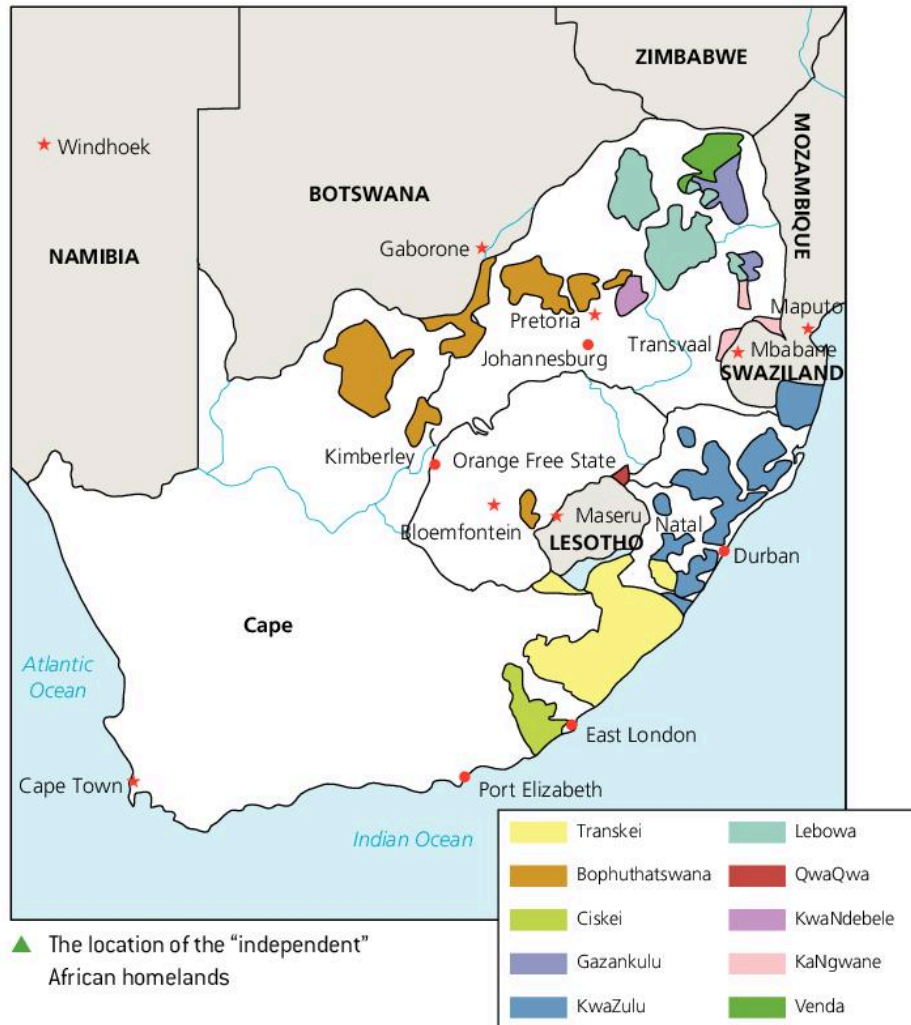 ZIMBABWE
Windhoek
MOZAMBIQUE
BOTSWANA
Gaborone
NAMIBIA
Maputo
Pretoria
Transvaal
Johannesburg
Mbabane
SWAZILAND
Kimberley
Orange Free State
Maseru
Natal
Bloemfontein
LESOTHO
Durban
Cape
Atlantic
Ocean
East London
Cape Town
Port Elizabeth
Indian Ocean
Transkei
Lebowa
Bophuthatswana
QwaQwa
Ciskei
KwaNdebele
Gazankulu
KaNgwane
KwaZulu
Venda
The location of the “independent”
African homelands